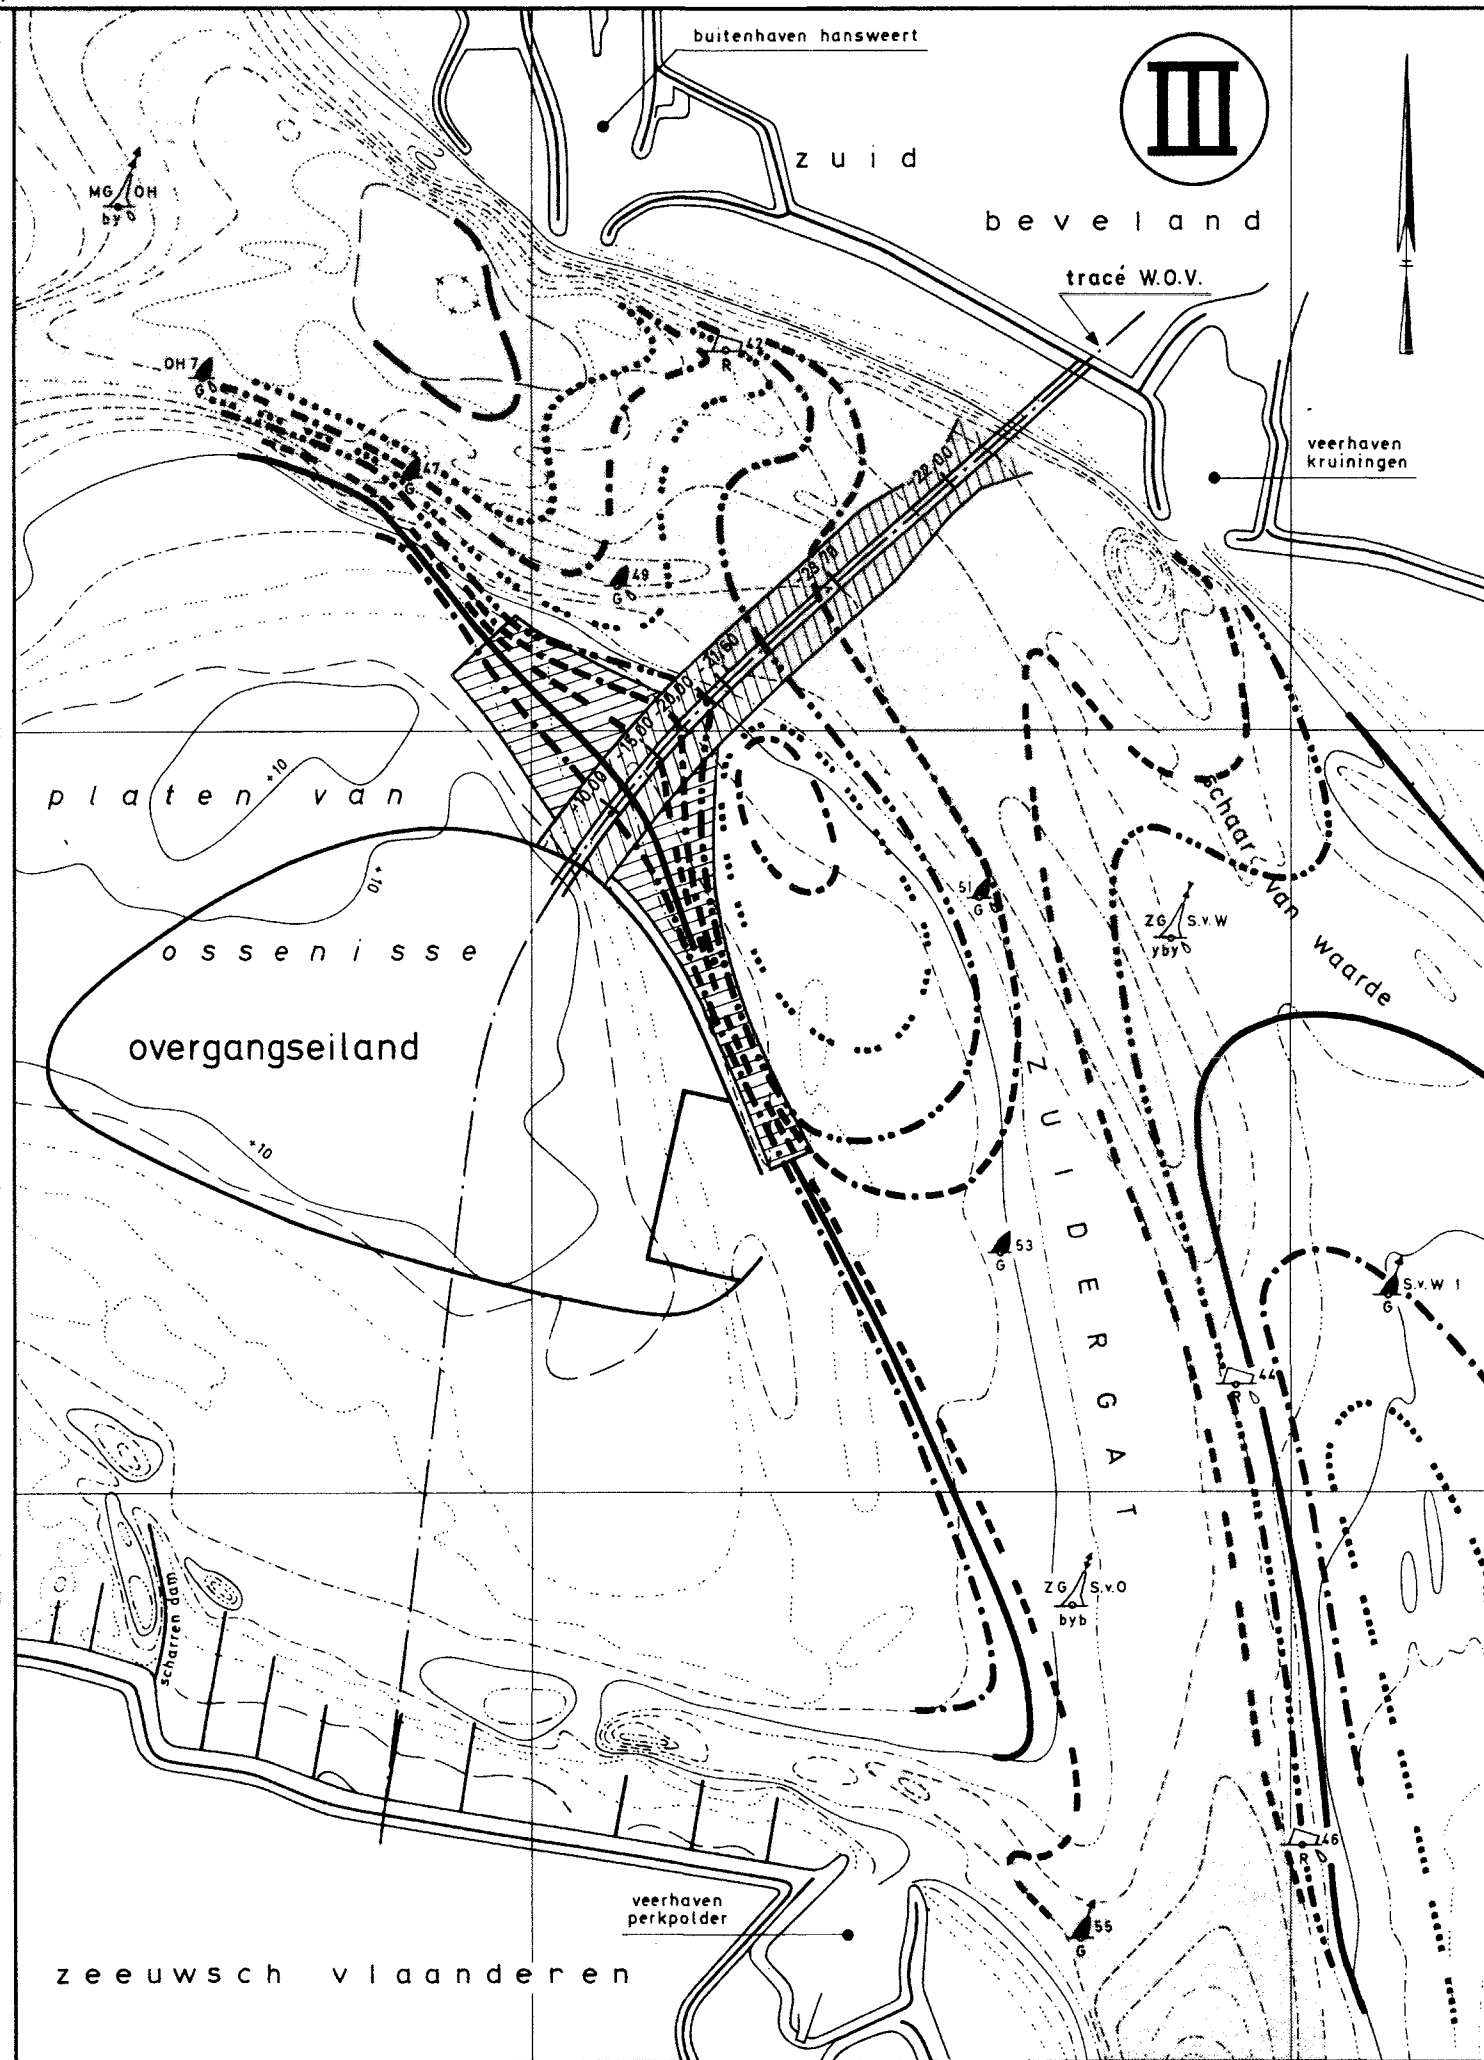 buitenhaven hansweert
III
zuid
beveland
MG OH
by
tracé W.O.V.
42
R
OH 7
G
47
G
veerhaven
kruiningen
-22,00
49
G
-21,60
-20,00
-15,00
-10,00
+10
platen van
schaar van
waarde
+10
51
G
ZG S.v.W
yby
ossenisse
overgangseiland
+10
ZUIDERGAT
53
G
S.v.W 1
G
44
R
ZG S.v.O
byb
scharren dam
46
R
veerhaven
perkpolder
55
G
zeeuwsch vlaanderen